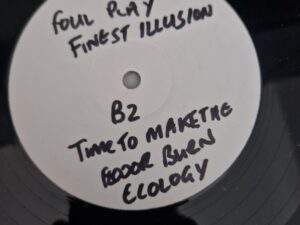 FOUL PLAY
FINEST ILLUSION
B2
TIME TO MAKE THE
FLOOR BURN
ECOLOGY